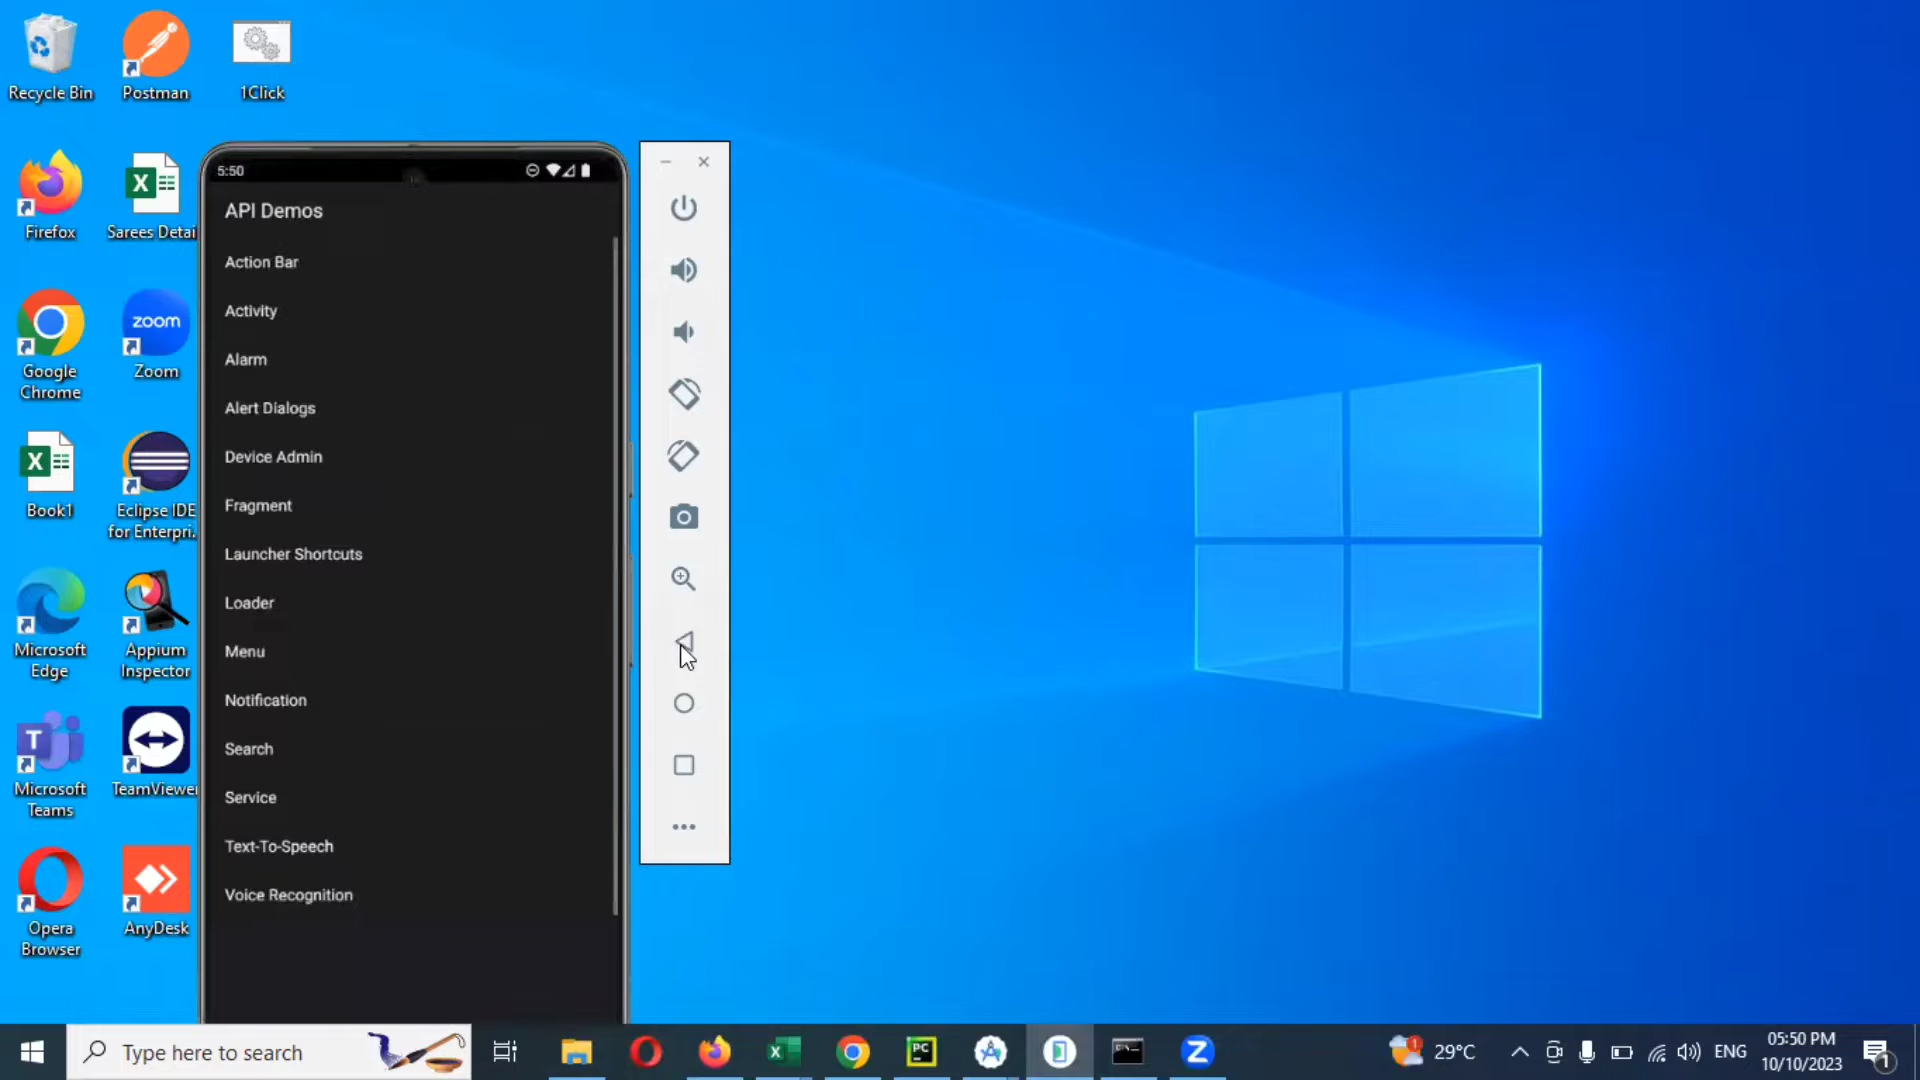 Recycle Bin
Postman
1Click
Firefox
Sarees Detai
Google
Chrome
zoom
Zoom
Book1
Eclipse IDE
for Enterpri.
Microsoft
Edge
Appium
Inspector
T
Microsoft
Teams
TeamViewer
Opera
Browser
AnyDesk
5:50
API Demos
Action Bar
Activity
Alarm
Alert Dialogs
Device Admin
Fragment
Launcher Shortcuts
Loader
Menu
Notification
Search
Service
Text-To-Speech
Voice Recognition
Type here to search
PC
Z
1
29°C
ENG
05:50 PM
10/10/2023
1